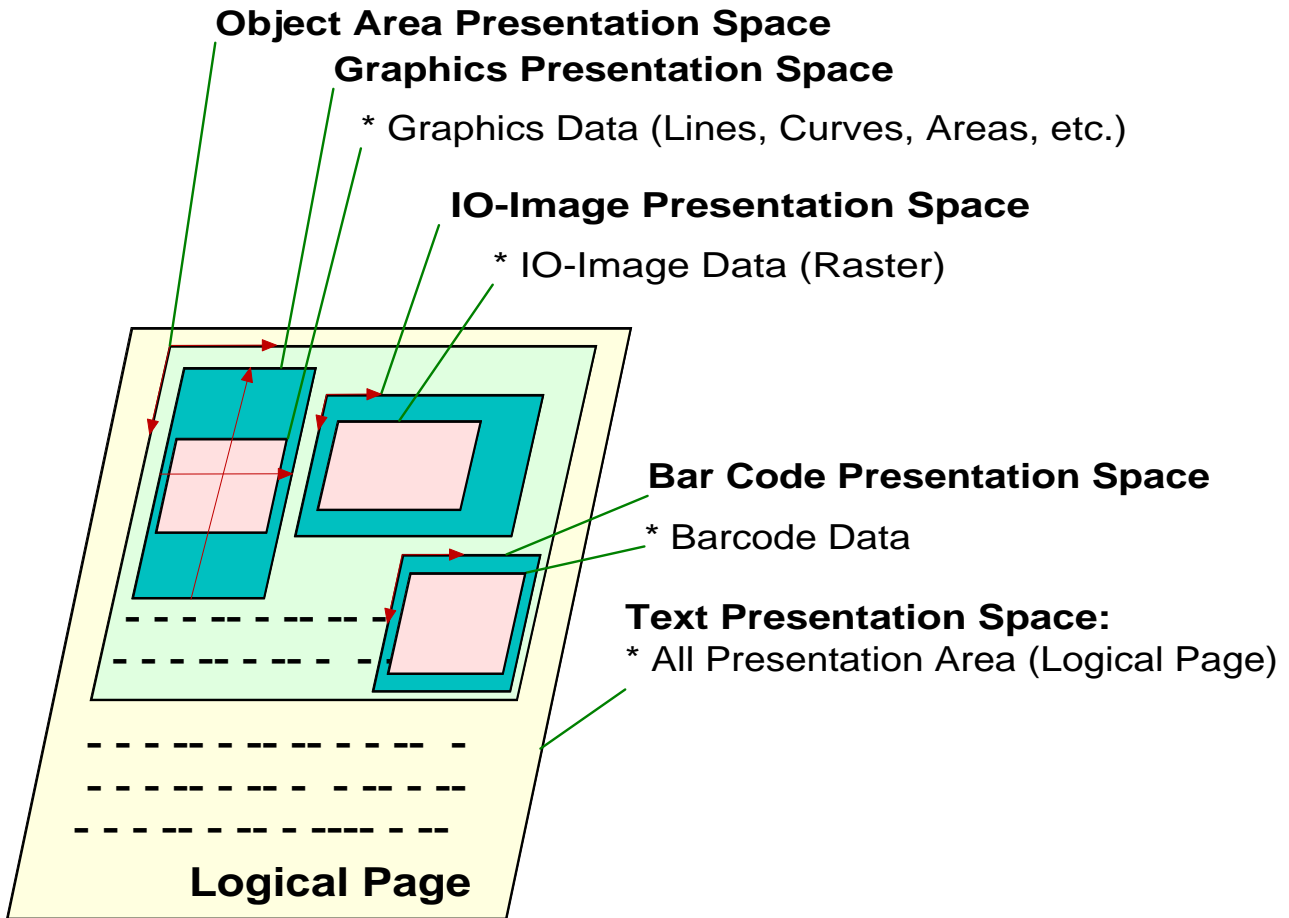 Object Area Presentation Space
Graphics Presentation Space
* Graphics Data (Lines, Curves, Areas, etc.)
IO-Image Presentation Space
* IO-Image Data (Raster)
Bar Code Presentation Space
* Barcode Data
Text Presentation Space:
* All Presentation Area (Logical Page)
Logical Page